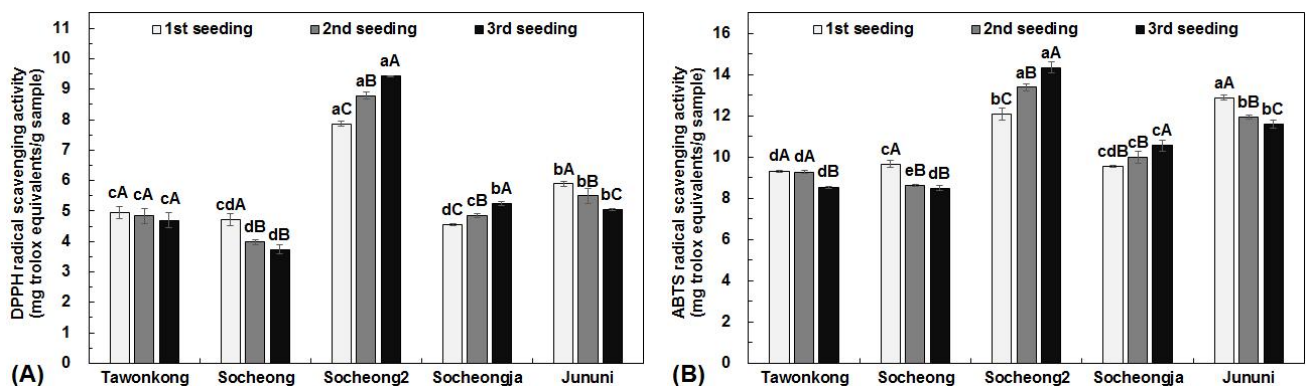 DPPH radical scavenging activity
(mg trolox equivalents/g sample)
11
10
9
8
7
6
5
4
3
2
1
0
1st seeding 2nd seeding 3rd seeding
cA cA cA
cdA dB dB
aC aB aA
dC cB bA
bA bB bC
Tawonkong Socheong Socheong2 Socheongja Jununi
(A)
ABTS radical scavenging activity
(mg trolox equivalents/g sample)
16
14
12
10
8
6
4
2
0
1st seeding 2nd seeding 3rd seeding
dA dA dB
cA eB dB
bC aB aA
cdB cB cA
aA bB bC
Tawonkong Socheong Socheong2 Socheongja Jununi
(B)